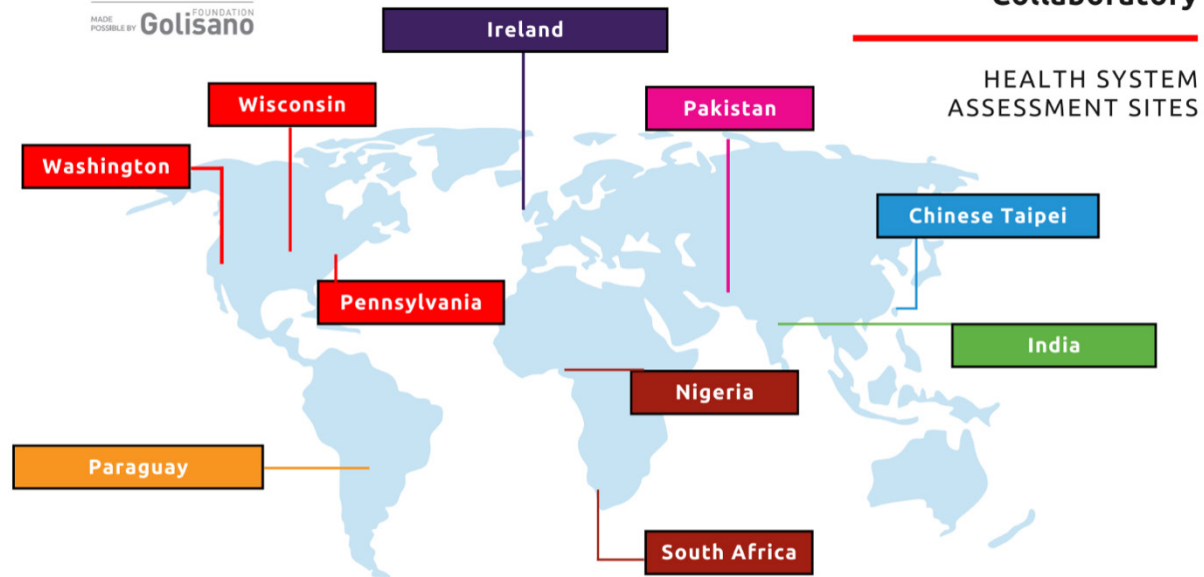 Collaboratory
MADE
POSSIBLE BY
Golisano
FOUNDATION
HEALTH SYSTEM
ASSESSMENT SITES
Ireland
Wisconsin
Pakistan
Washington
Chinese Taipei
Pennsylvania
India
Nigeria
Paraguay
South Africa